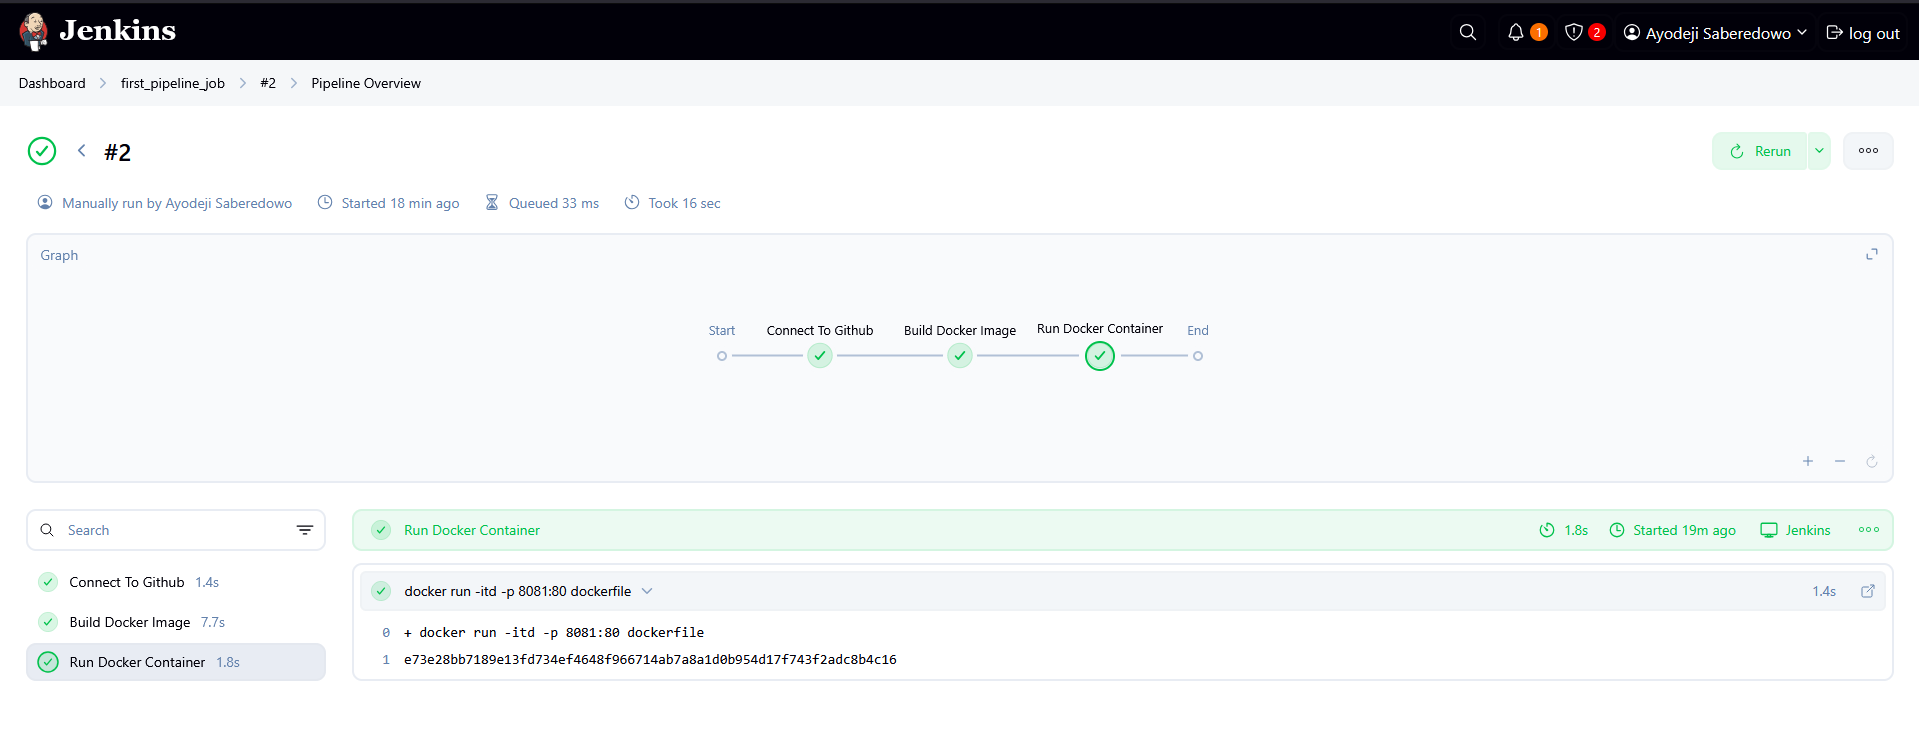 Jenkins
1
2
Ayodeji Saberedowo
log out
Dashboard > first_pipeline_job > #2 > Pipeline Overview
#2
Rerun
Manually run by Ayodeji Saberedowo
Started 18 min ago
Queued 33 ms
Took 16 sec
Graph
Start
Connect To Github
Build Docker Image
Run Docker Container
End
Search
Connect To Github 1.4s
Build Docker Image 7.7s
Run Docker Container 1.8s
Run Docker Container
1.8s
Started 19m ago
Jenkins
docker run -itd -p 8081:80 dockerfile
1.4s
0 + docker run -itd -p 8081:80 dockerfile
1 e73e28bb7189e13fd734ef4648f966714ab7a8a1d0b954d17f743f2adc8b4c16